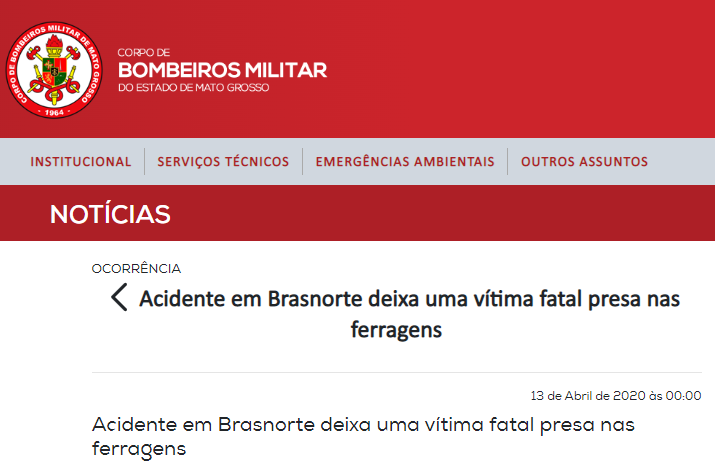 CORPO DE BOMBEIROS MILITAR DE MATO GROSSO
- 1964 -
CORPO DE
BOMBEIROS MILITAR
DO ESTADO DE MATO GROSSO
INSTITUCIONAL SERVIÇOS TÉCNICOS EMERGÊNCIAS AMBIENTAIS OUTROS ASSUNTOS
NOTÍCIAS
OCORRÊNCIA
Acidente em Brasnorte deixa uma vítima fatal presa nas
ferragens
13 de Abril de 2020 às 00:00
Acidente em Brasnorte deixa uma vítima fatal presa nas
ferragens